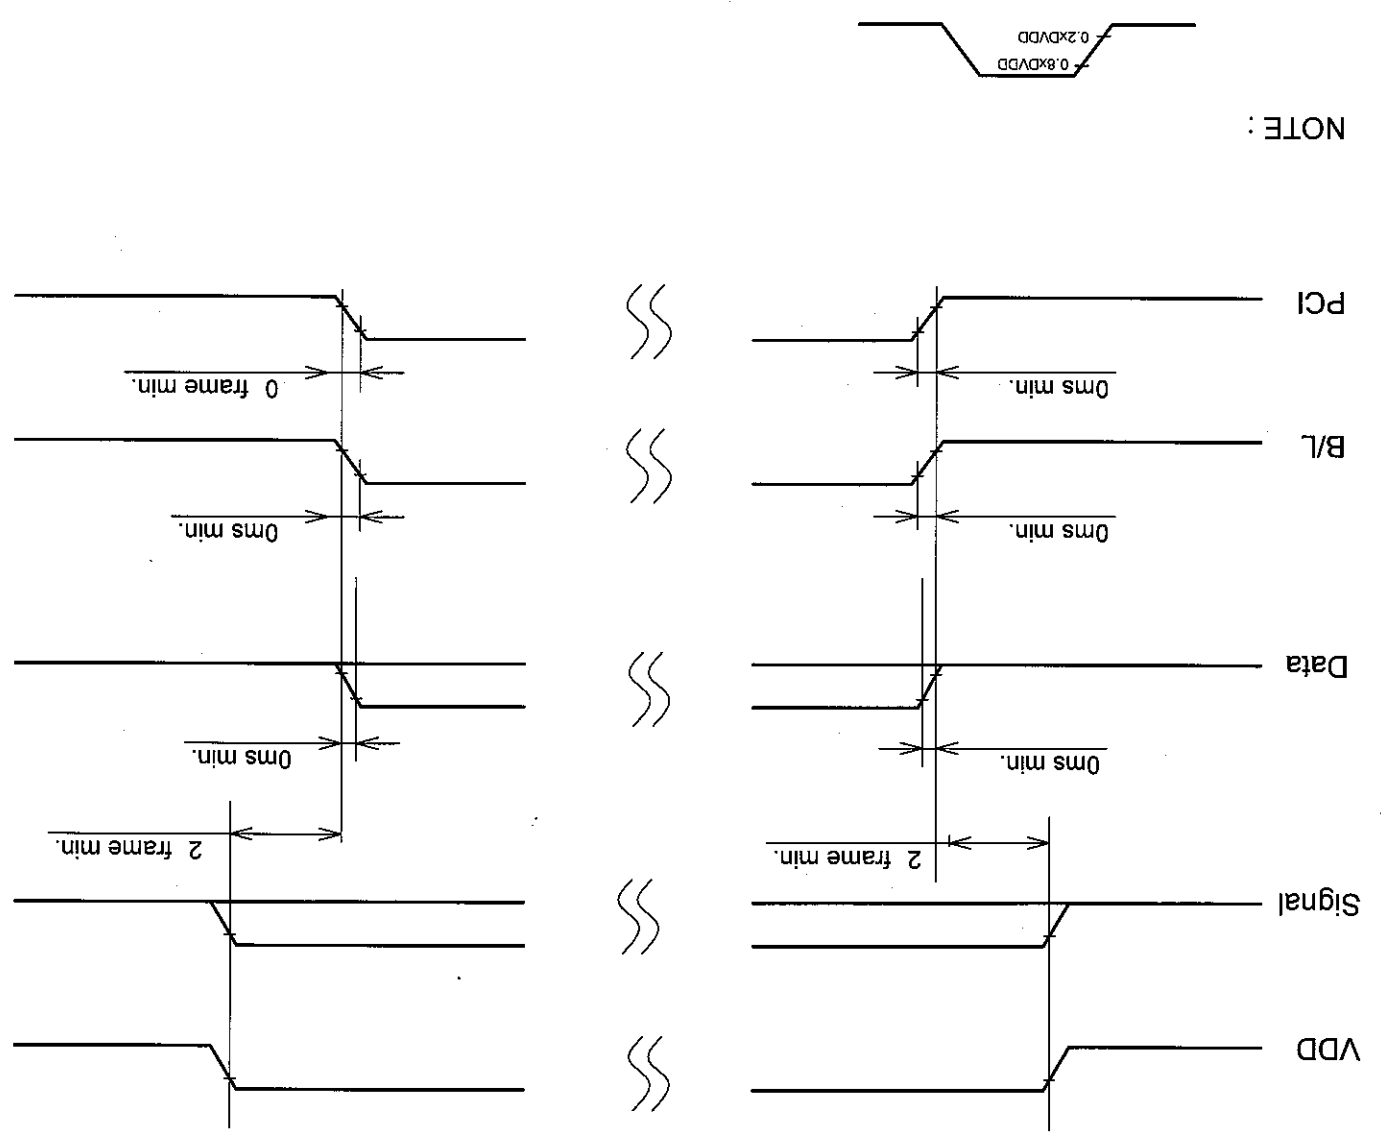 VDD
Signal
2 frame min.
2 frame min.
0ms min.
0ms min.
Data
0ms min.
0ms min.
B/L
0ms min.
0 frame min.
PCI
NOTE :
0.8xDVDD
0.2xDVDD